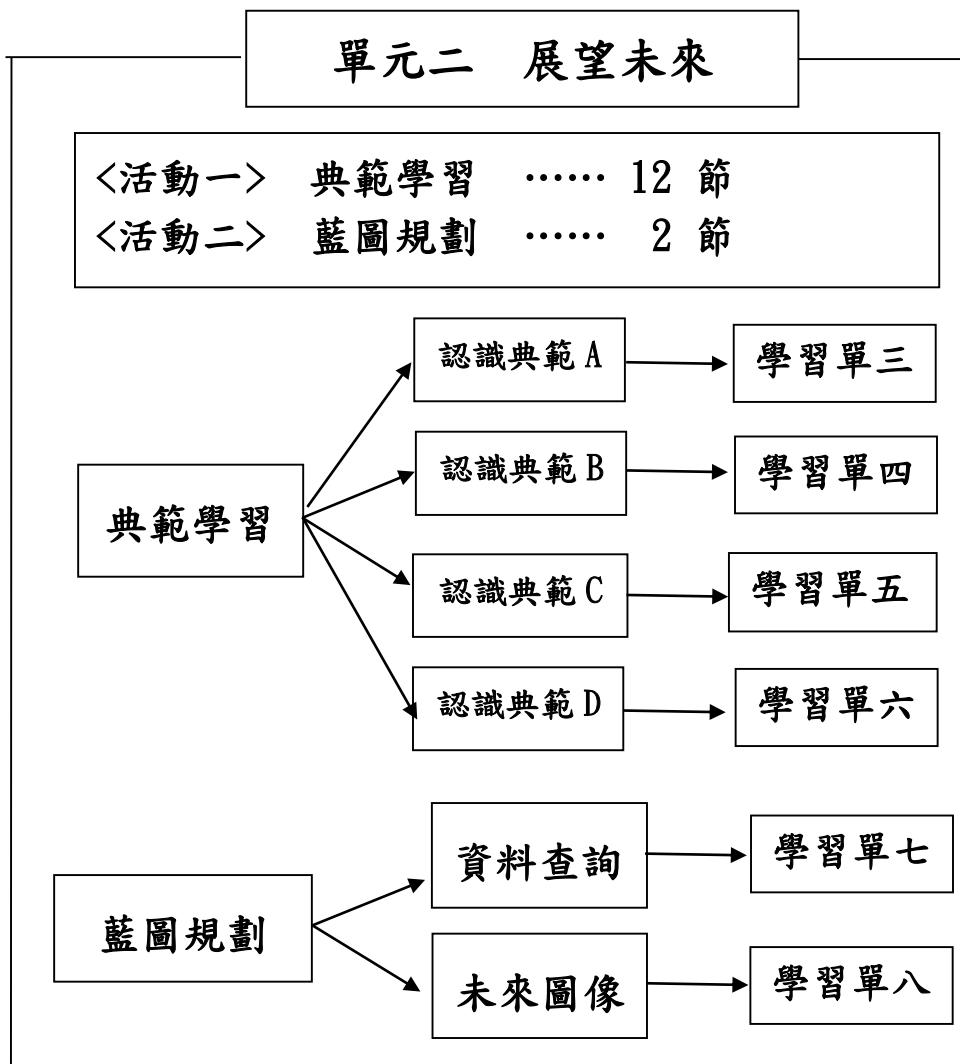 單元二　展望未來
<活動一>　典範學習　…… 12 節
<活動二>　藍圖規劃　……　2 節
典範學習
認識典範 A
學習單三
認識典範 B
學習單四
認識典範 C
學習單五
認識典範 D
學習單六
藍圖規劃
資料查詢
學習單七
未來圖像
學習單八